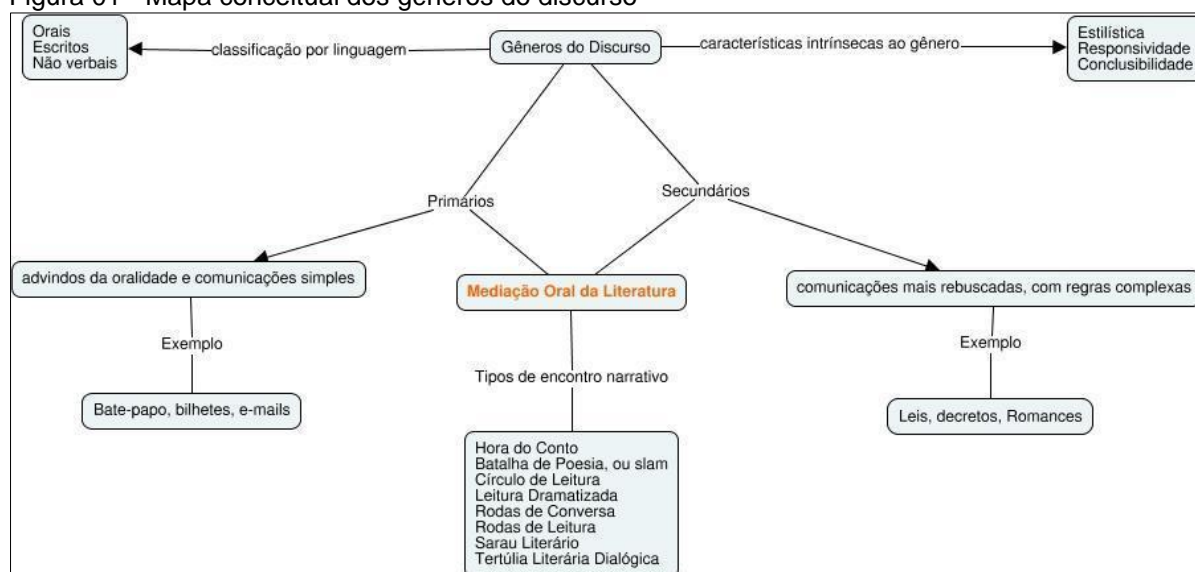 Figura 01 - Mapa conceitual dos gêneros do discurso
Orais
Escritos
Não verbais
classificação por linguagem
Gêneros do Discurso
características intrínsecas ao gênero
Estilística
Responsividade
Conclusibilidade
Primários
Secundários
advindos da oralidade e comunicações simples
Mediação Oral da Literatura
comunicações mais rebuscadas, com regras complexas
Exemplo
Tipos de encontro narrativo
Exemplo
Bate-papo, bilhetes, e-mails
Leis, decretos, Romances
Hora do Conto
Batalha de Poesia, ou slam
Círculo de Leitura
Leitura Dramatizada
Rodas de Conversa
Rodas de Leitura
Sarau Literário
Tertúlia Literária Dialógica